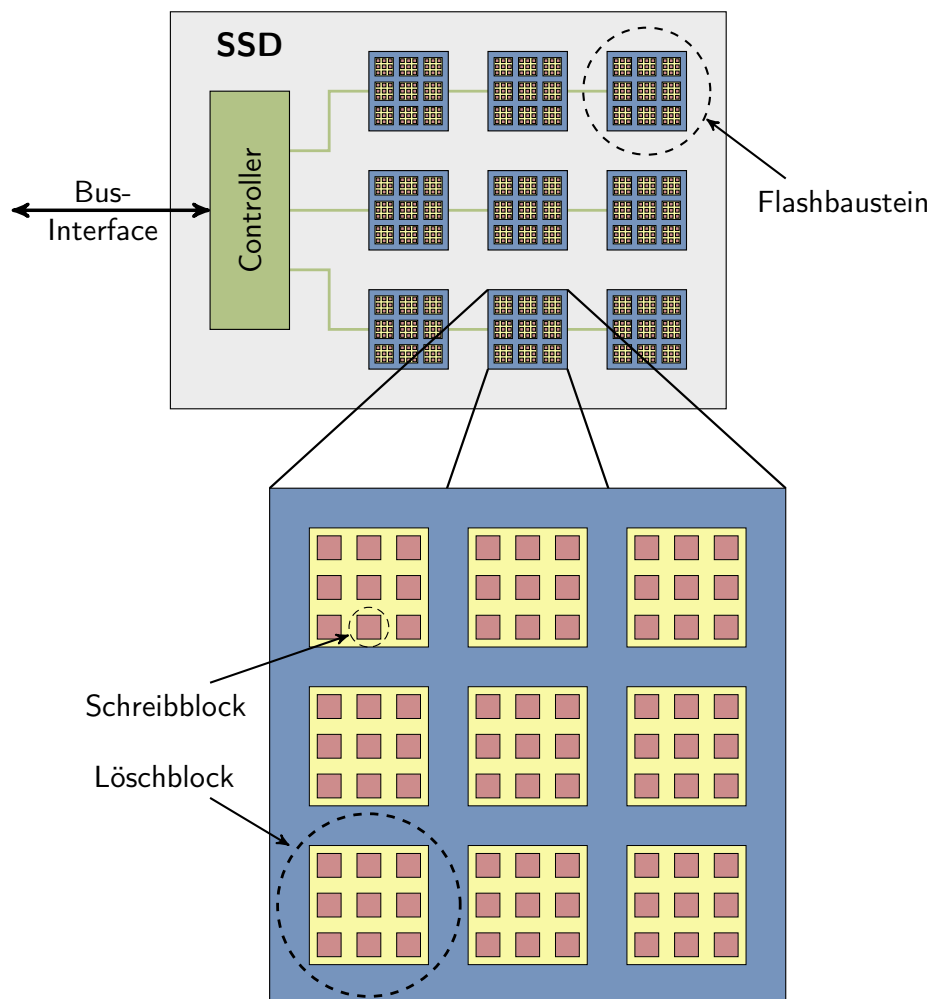 SSD
Controller
Bus-
Interface
Flashbaustein
Schreibblock
Löschblock